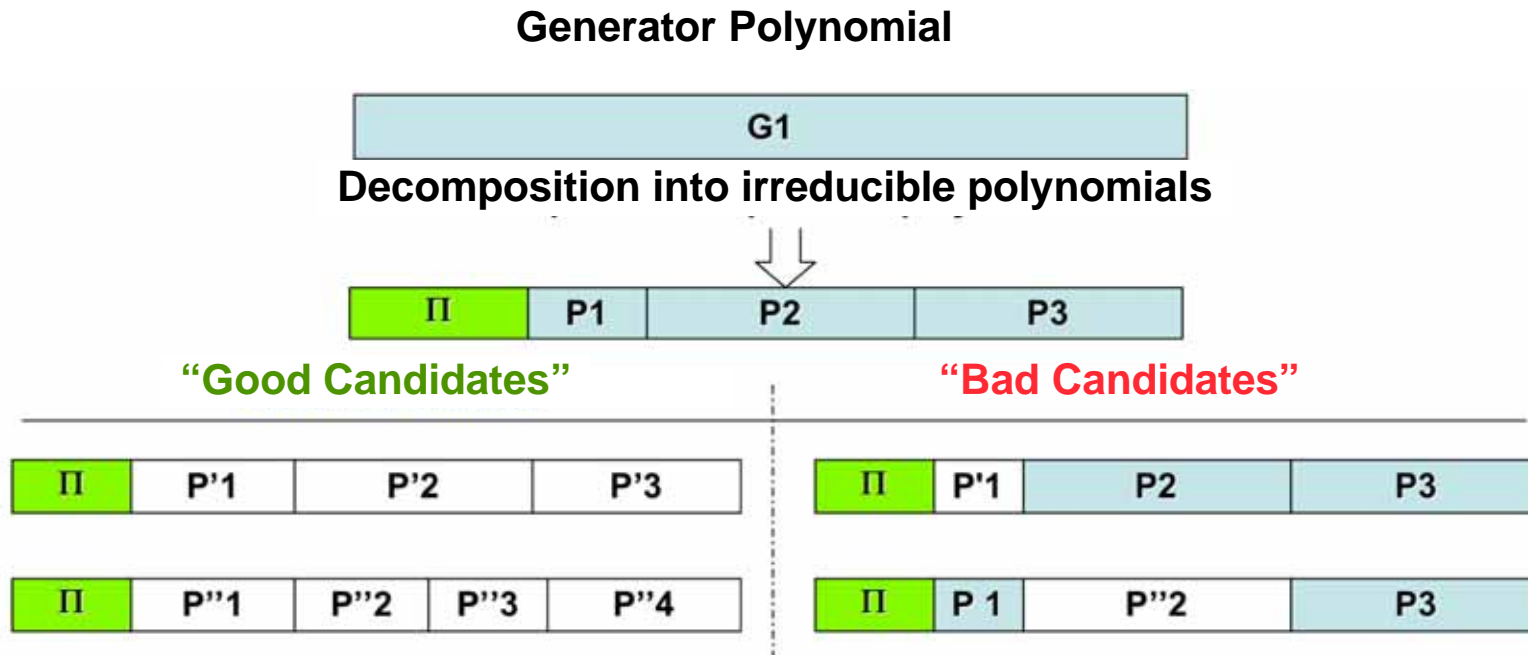 Generator Polynomial
G1
Decomposition into irreducible polynomials
Π P1 P2 P3
“Good Candidates” “Bad Candidates”
Π P’1 P’2 P’3 Π P'1 P2 P3
Π P’’1 P’’2 P’’3 P’’4 Π P 1 P’’2 P3